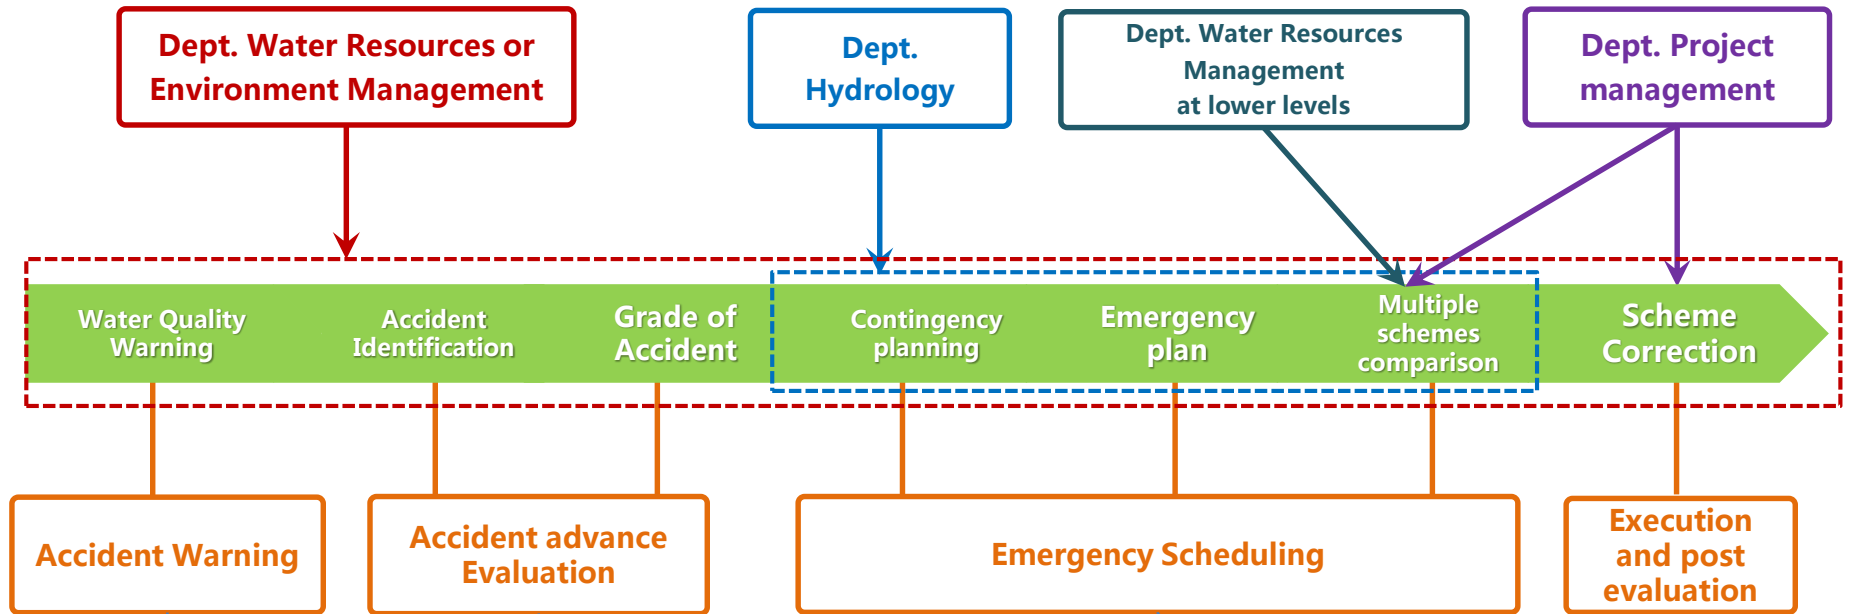 Dept. Water Resources or
Environment Management
Dept.
Hydrology
Dept. Water Resources
Management
at lower levels
Dept. Project
management
Water Quality
Warning
Accident
Identification
Grade of
Accident
Contingency
planning
Emergency
plan
Multiple
schemes
comparison
Scheme
Correction
Accident Warning
Accident advance
Evaluation
Emergency Scheduling
Execution
and post
evaluation